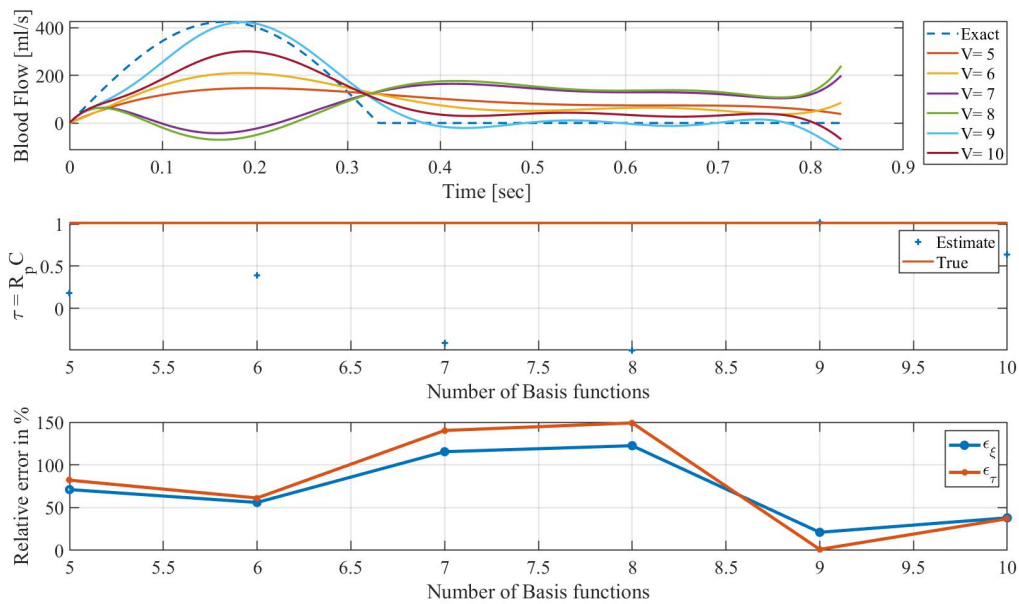 Blood Flow [ml/s]
400
200
0
0 0.1 0.2 0.3 0.4 0.5 0.6 0.7 0.8 0.9
Time [sec]
Exact
V= 5
V= 6
V= 7
V= 8
V= 9
V= 10
τ = RpC
1
0.5
0
5 5.5 6 6.5 7 7.5 8 8.5 9 9.5 10
Number of Basis functions
Estimate
True
Relative error in %
150
100
50
0
5 5.5 6 6.5 7 7.5 8 8.5 9 9.5 10
Number of Basis functions
ϵξ
ϵτ